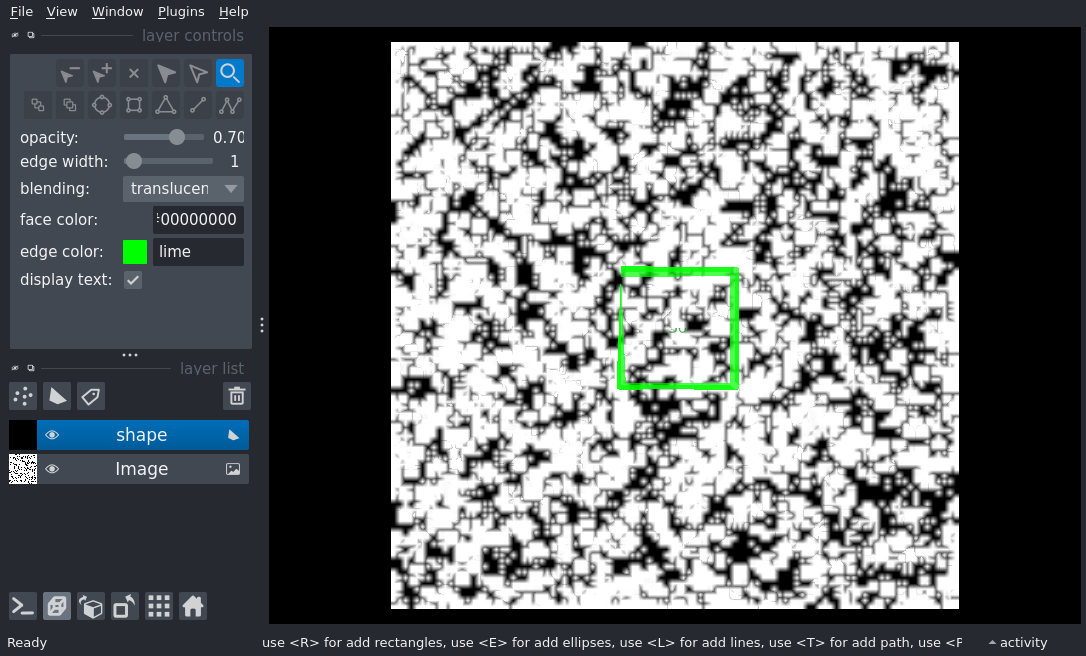 File View Window Plugins Help
layer controls
opacity: 0.70
edge width: 1
blending: translucen
face color: 00000000
edge color: lime
display text:
layer list
shape
Image
Ready use <R> for add rectangles, use <E> for add ellipses, use <L> for add lines, use <T> for add path, use <P activity